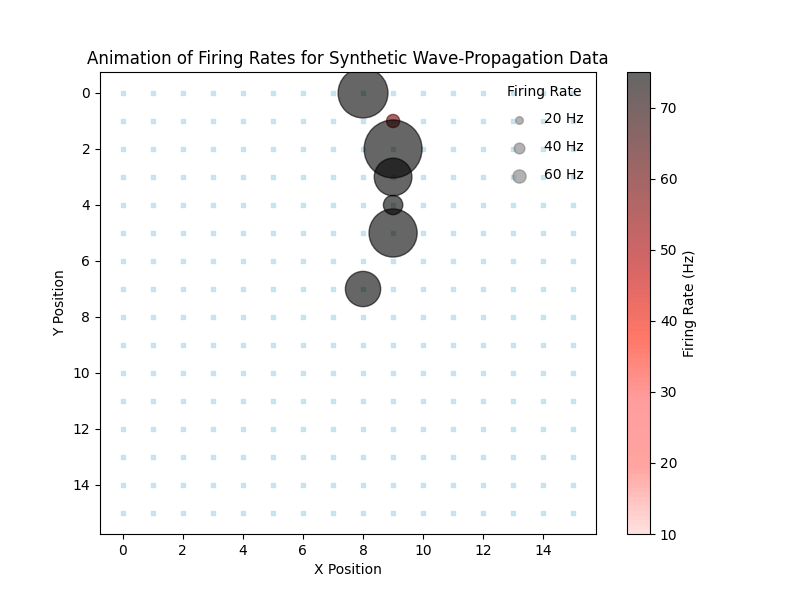 Animation of Firing Rates for Synthetic Wave-Propagation Data
Firing Rate
20 Hz
40 Hz
60 Hz
0
2
4
6
8
10
12
14
Y Position
0 2 4 6 8 10 12 14
X Position
70
60
50
40
30
20
10
Firing Rate (Hz)